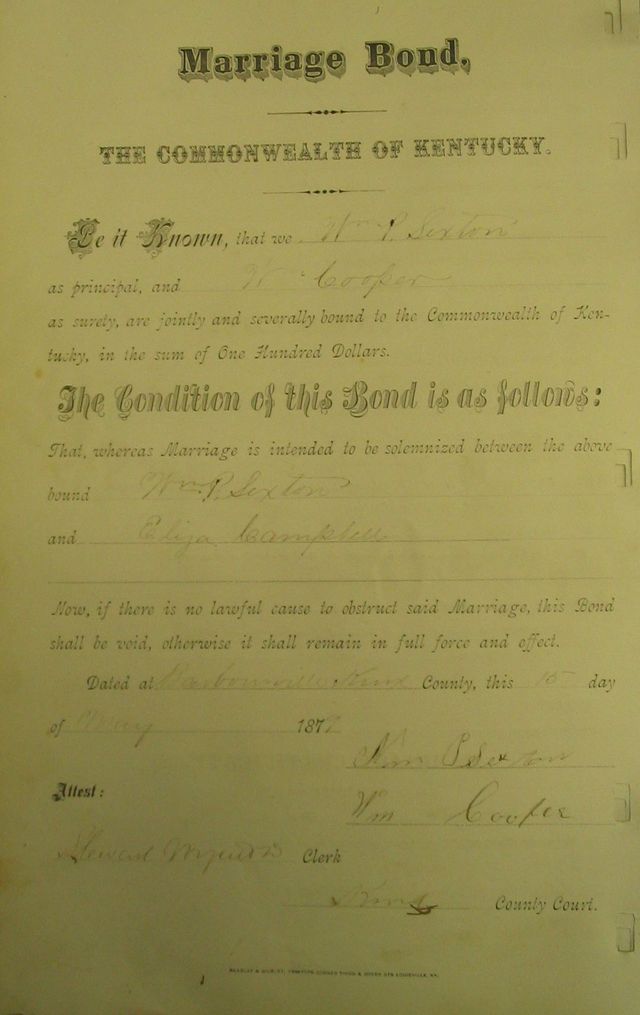 Marriage Bond,
THE COMMONWEALTH OF KENTUCKY.
Be it Known, that we Wm P. Sexton
as principal, and W Cooper
as surety, are jointly and severally bound to the Commonwealth of Ken-
tucky, in the sum of One Hundred Dollars.
The Condition of this Bond is as follows:
That, whereas Marriage is intended to be solemnized between the above
bound Wm P. Sexton
and Eliza Campbell
Now, if there is no lawful cause to obstruct said Marriage, this Bond
shall be void, otherwise it shall remain in full force and effect.
Dated at Barbourville Knox County, this 15 day
of May 187
Wm P Sexton
Attest:
Wm Cooper
Clerk
Knox County Court.